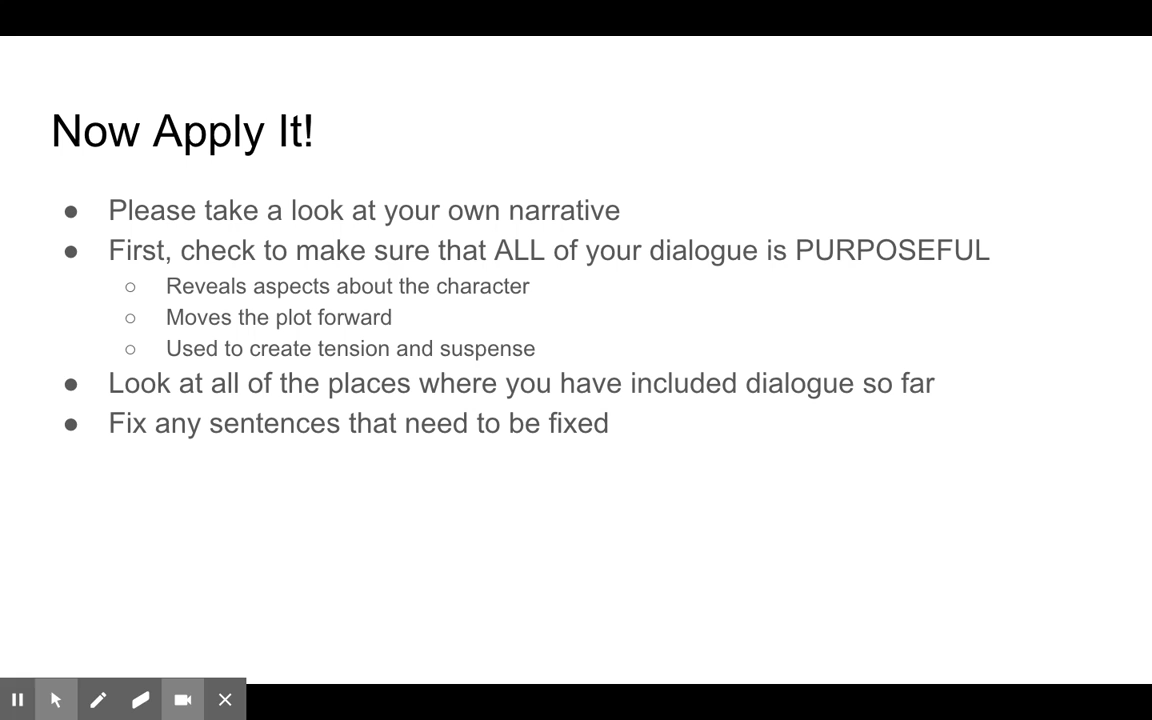 Now Apply It!
● Please take a look at your own narrative
● First, check to make sure that ALL of your dialogue is PURPOSEFUL
○ Reveals aspects about the character
○ Moves the plot forward
○ Used to create tension and suspense
● Look at all of the places where you have included dialogue so far
● Fix any sentences that need to be fixed